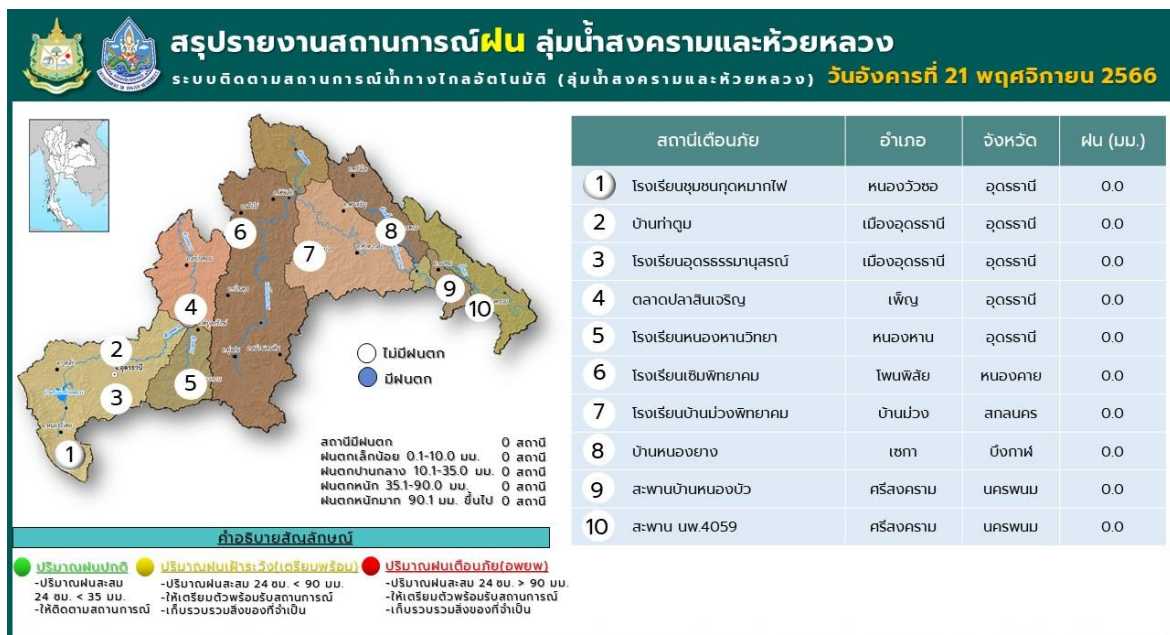 สรุปรายงานสถานการณ์ฝน ลุ่มน้ำสงครามและห้วยหลวง
ระบบติดตามสถานการณ์น้ำทางไกลอัตโนมัติ (ลุ่มน้ำสงครามและห้วยหลวง) วันอังคารที่ 21 พฤศจิกายน 2566
6
8
7
9
10
4
2
อ.อุดรธานี
3
5
1
ไม่มีฝนตก
มีฝนตก
สถานีมีฝนตก 0 สถานี
ฝนตกเล็กน้อย 0.1-10.0 มม. 0 สถานี
ฝนตกปานกลาง 10.1-35.0 มม. 0 สถานี
ฝนตกหนัก 35.1-90.0 มม. 0 สถานี
ฝนตกหนักมาก 90.1 มม. ขึ้นไป 0 สถานี
สถานีเตือนภัย อำเภอ จังหวัด ฝน (มม.)
1 โรงเรียนชุมชนกุดหมากไฟ หนองวัวซอ อุดรธานี 0.0
2 บ้านท่าตูม เมืองอุดรธานี อุดรธานี 0.0
3 โรงเรียนอุดรธรรมานุสรณ์ เมืองอุดรธานี อุดรธานี 0.0
4 ตลาดปลาสินเจริญ เพ็ญ อุดรธานี 0.0
5 โรงเรียนหนองหานวิทยา หนองหาน อุดรธานี 0.0
6 โรงเรียนเซิมพิทยาคม โพนพิสัย หนองคาย 0.0
7 โรงเรียนบ้านม่วงพิทยาคม บ้านม่วง สกลนคร 0.0
8 บ้านหนองยาง เซกา บึงกาฬ 0.0
9 สะพานบ้านหนองบัว ศรีสงคราม นครพนม 0.0
10 สะพาน นพ.4059 ศรีสงคราม นครพนม 0.0
คำอธิบายสัญลักษณ์
ปริมาณฝนปกติ
-ปริมาณฝนสะสม
24 ชม. < 35 มม.
-ให้ติดตามสถานการณ์
ปริมาณฝนเฝ้าระวัง(เตรียมพร้อม)
-ปริมาณฝนสะสม 24 ชม. < 90 มม.
-ให้เตรียมตัวพร้อมรับสถานการณ์
-เก็บรวบรวมสิ่งของที่จำเป็น
ปริมาณฝนเตือนภัย(อพยพ)
-ปริมาณฝนสะสม 24 ชม. > 90 มม.
-ให้เตรียมตัวพร้อมรับสถานการณ์
-เก็บรวบรวมสิ่งของที่จำเป็น